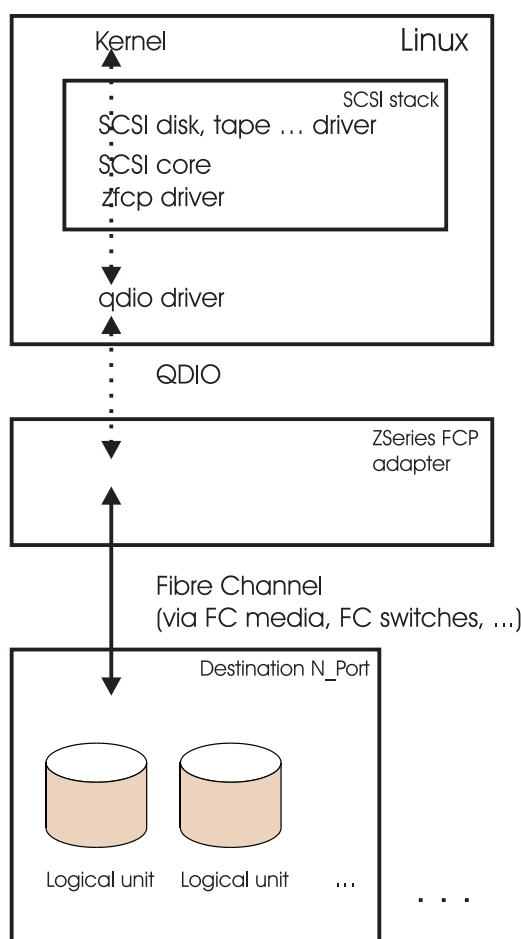 Kernel
Linux
SCSI stack
SCSI disk, tape ... driver
SCSI core
zfcp driver
qdio driver
QDIO
ZSeries FCP
adapter
Fibre Channel
(via FC media, FC switches, ...)
Destination N_Port
Logical unit
Logical unit
...
. . .